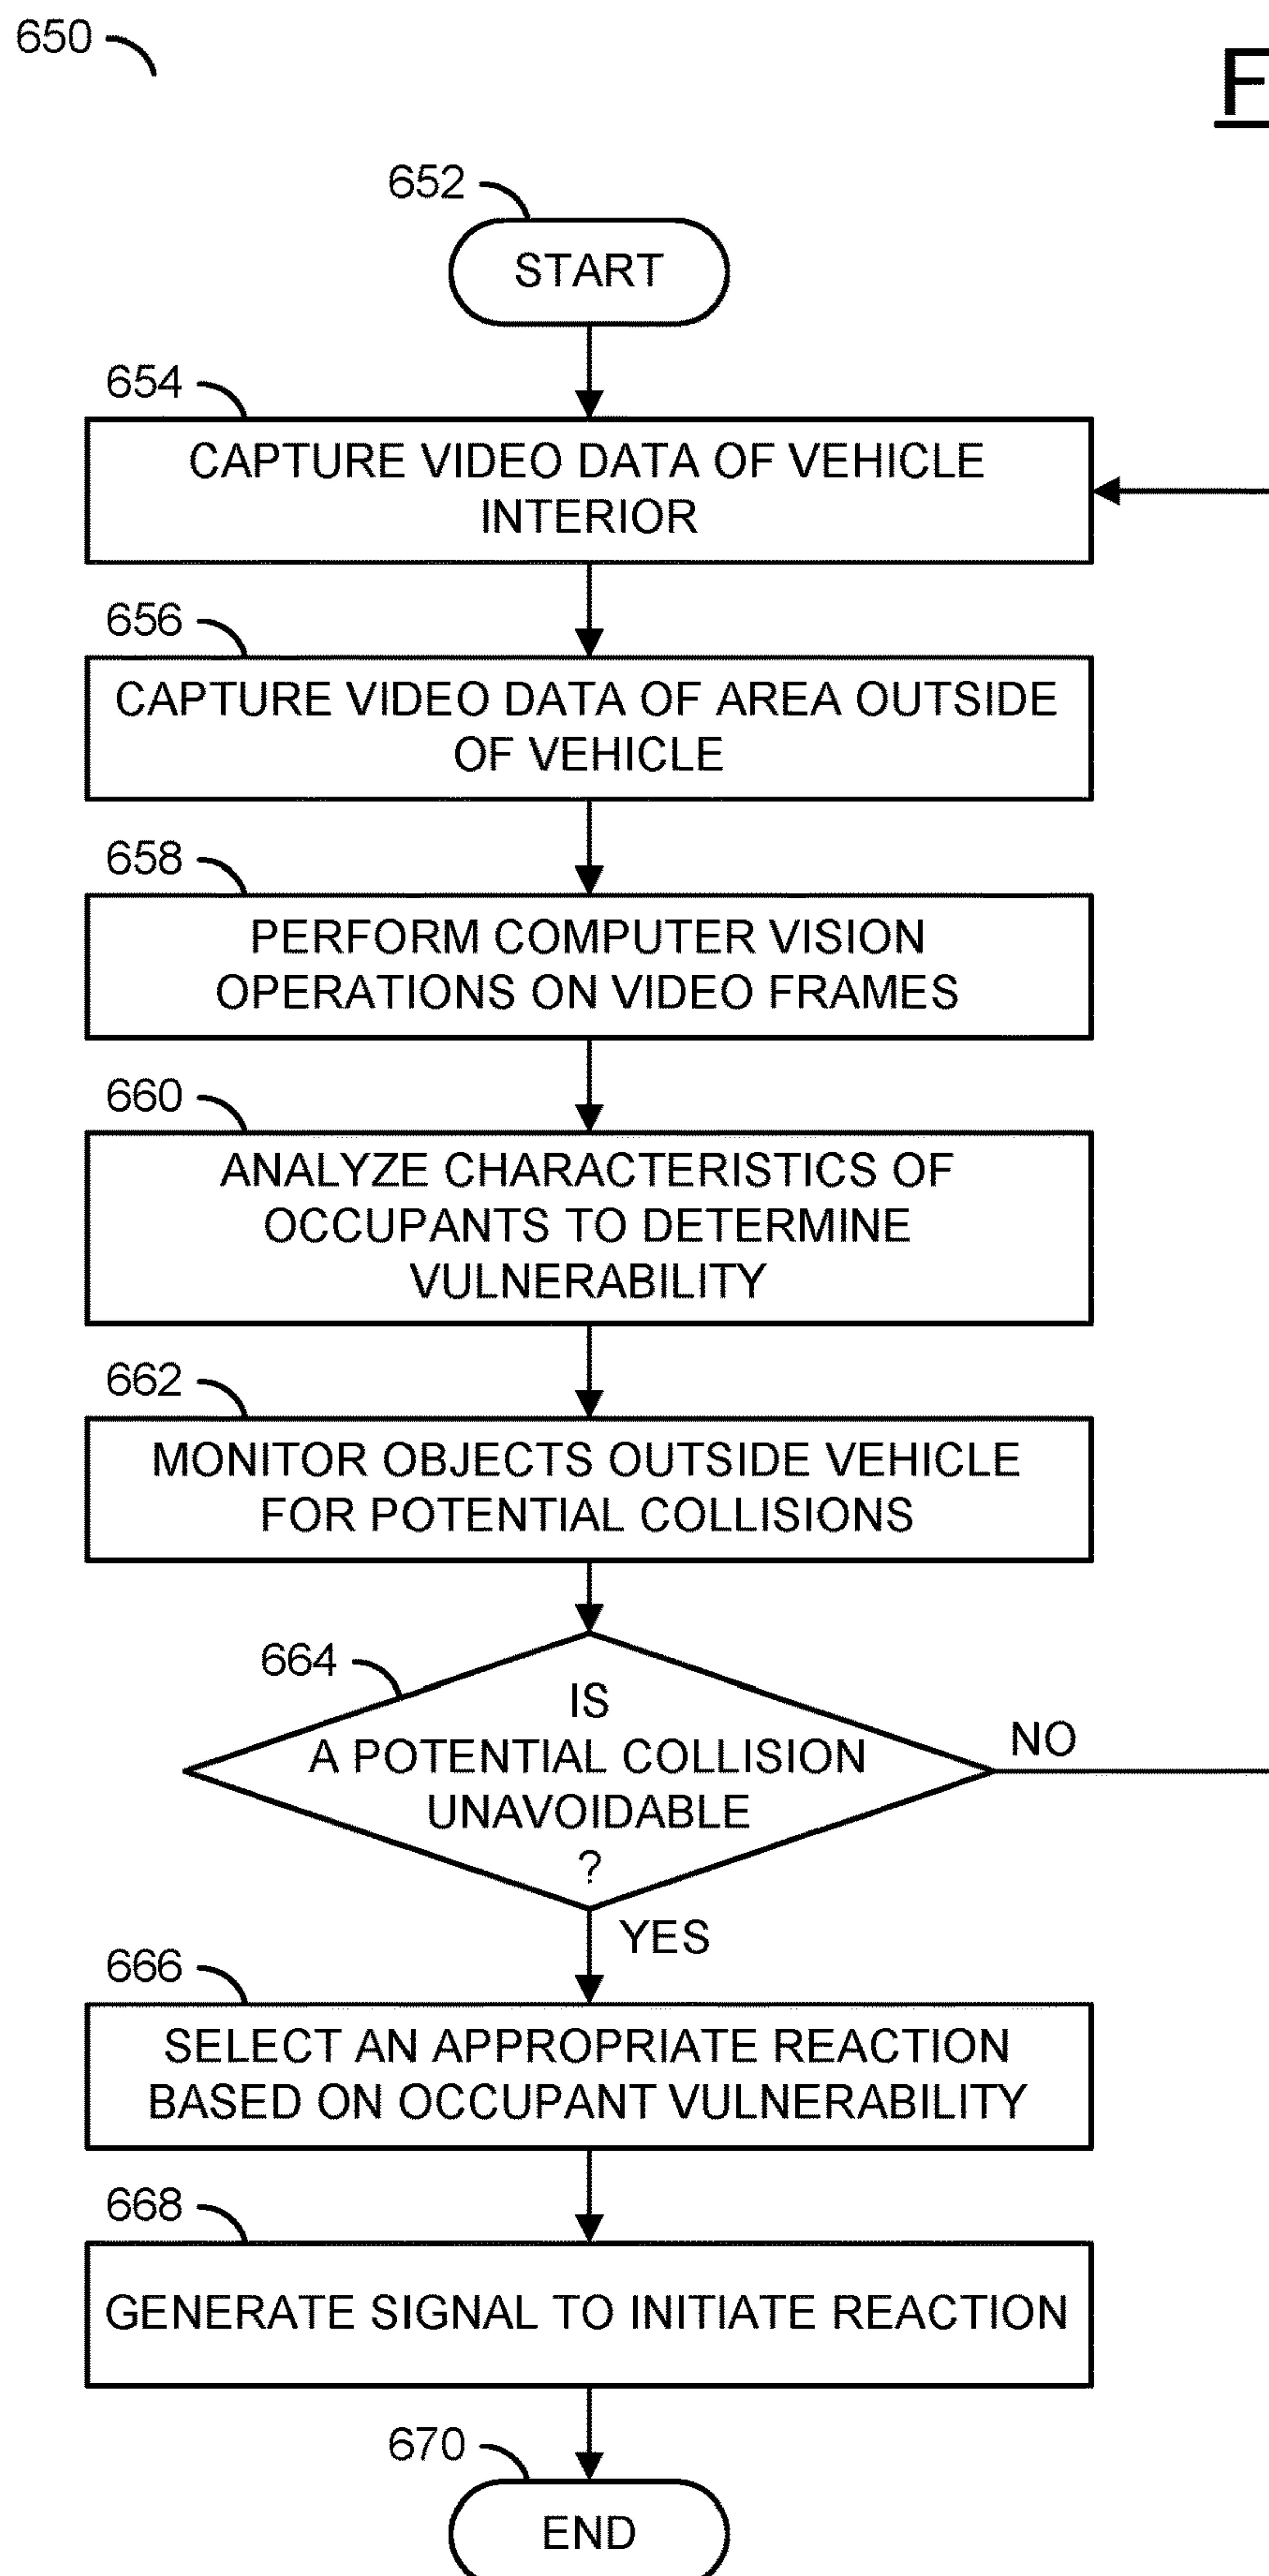 650
F
652
START
654
CAPTURE VIDEO DATA OF VEHICLE
INTERIOR
656
CAPTURE VIDEO DATA OF AREA OUTSIDE
OF VEHICLE
658
PERFORM COMPUTER VISION
OPERATIONS ON VIDEO FRAMES
660
ANALYZE CHARACTERISTICS OF
OCCUPANTS TO DETERMINE
VULNERABILITY
662
MONITOR OBJECTS OUTSIDE VEHICLE
FOR POTENTIAL COLLISIONS
664
IS
A POTENTIAL COLLISION
UNAVOIDABLE
?
NO
YES
666
SELECT AN APPROPRIATE REACTION
BASED ON OCCUPANT VULNERABILITY
668
GENERATE SIGNAL TO INITIATE REACTION
670
END